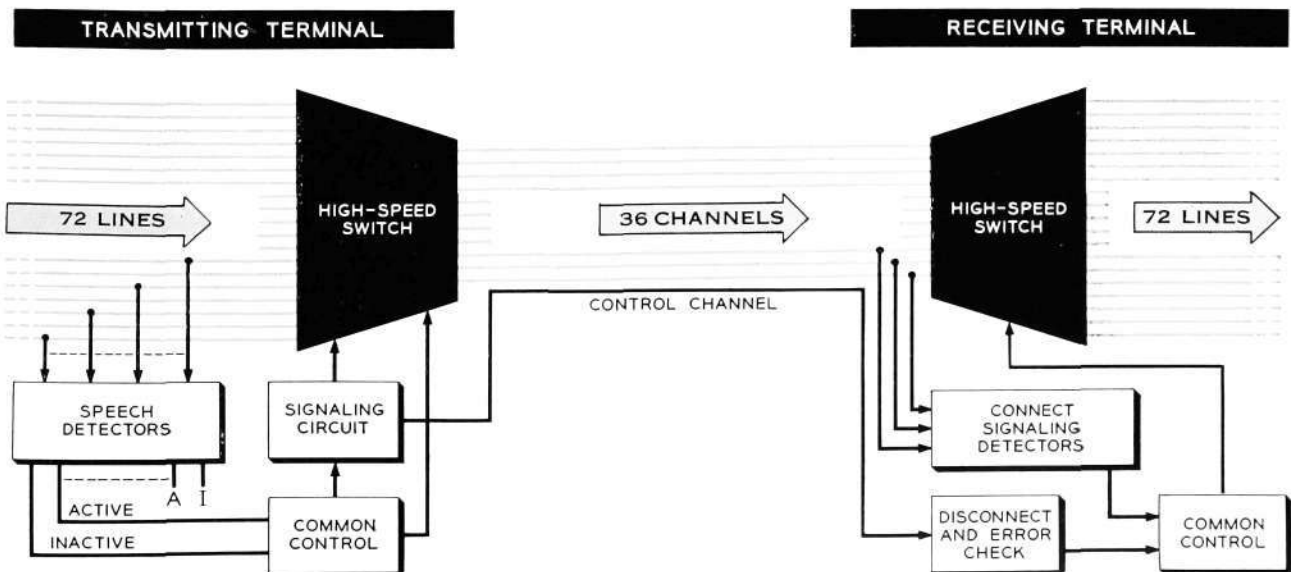 TRANSMITTING TERMINAL
RECEIVING TERMINAL
HIGH-SPEED
SWITCH
72 LINES
36 CHANNELS
HIGH-SPEED
SWITCH
72 LINES
CONTROL CHANNEL
SPEECH
DETECTORS
SIGNALING
CIRCUIT
CONNECT
SIGNALING
DETECTORS
A I
ACTIVE
INACTIVE
COMMON
CONTROL
DISCONNECT
AND ERROR
CHECK
COMMON
CONTROL